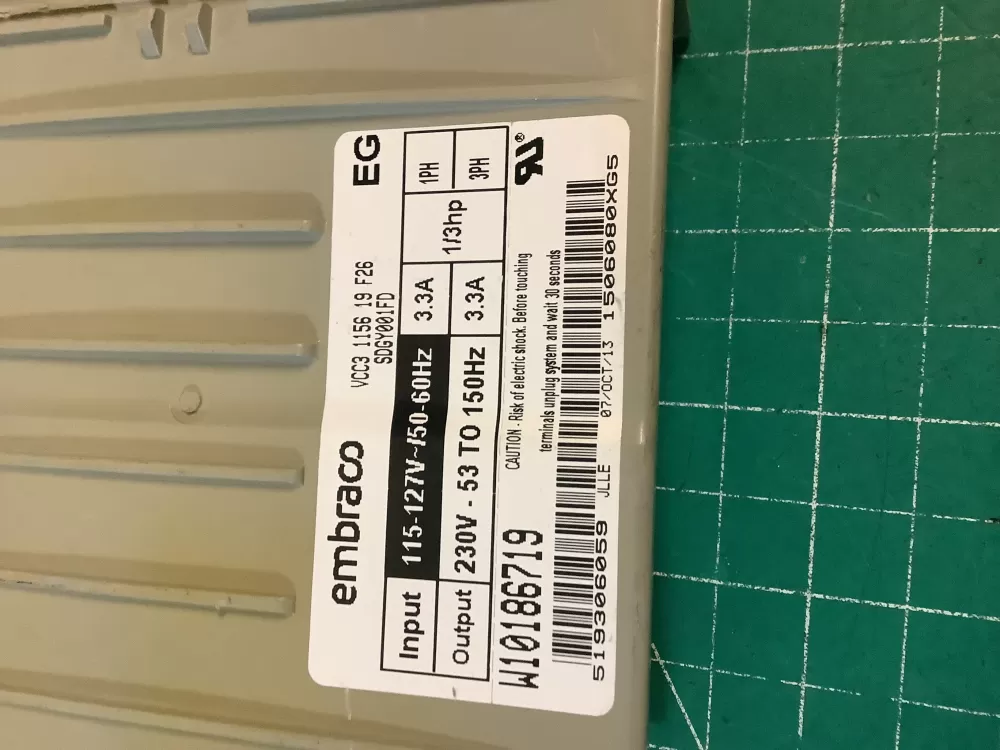 embraco
VCC3 1156 19 F26
SDGY001FD
EG
Input 115-127V~/50-60Hz 3.3A 1/3hp 1PH
Output 230V - 53 TO 150Hz 3.3A 3PH
W10186719
CAUTION - Risk of electric shock. Before touching
terminals unplug system and wait 30 seconds
519306059 JLLE 07/OCT/13 1506080XG5